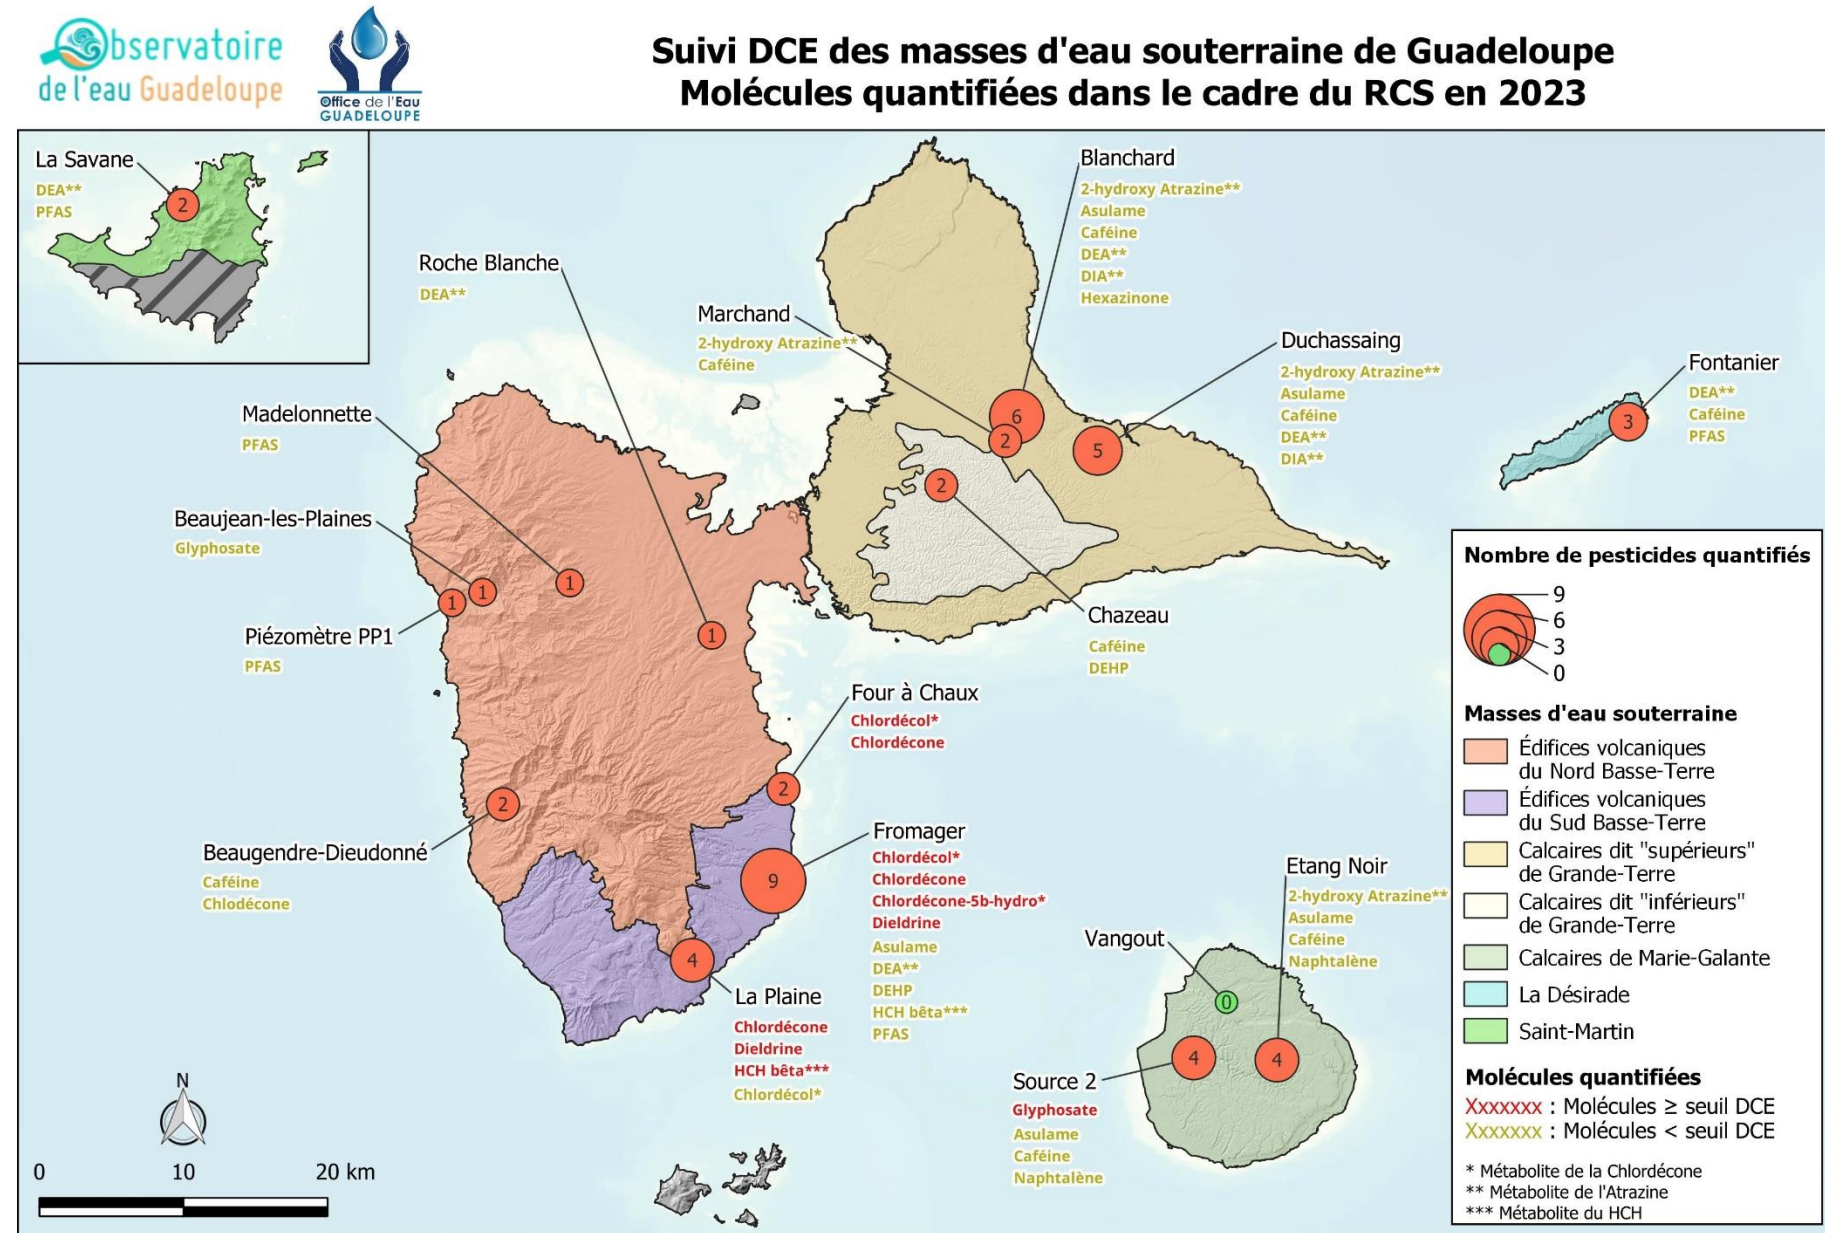 Observatoire
de l'eau Guadeloupe
Office de l'Eau
GUADELOUPE
Suivi DCE des masses d'eau souterraine de Guadeloupe
Molécules quantifiées dans le cadre du RCS en 2023
La Savane
DEA**
PFAS
2
Roche Blanche
DEA**
Marchand
2-hydroxy Atrazine**
Caféine
Blanchard
2-hydroxy Atrazine**
Asulame
Caféine
DEA**
DIA**
Hexazinone
Duchassaing
2-hydroxy Atrazine**
Asulame
Caféine
DEA**
DIA**
Fontanier
DEA**
Caféine
PFAS
3
6
2
5
2
Madelonnette
PFAS
Beaujean-les-Plaines
Glyphosate
1
1
1
1
Piézomètre PP1
PFAS
Chazeau
Caféine
DEHP
Four à Chaux
Chlordécol*
Chlordécone
2
2
Beaugendre-Dieudonné
Caféine
Chlodécone
Fromager
Chlordécol*
Chlordécone
Chlordécone-5b-hydro*
Dieldrine
Asulame
DEA**
DEHP
HCH bêta***
PFAS
9
4
La Plaine
Chlordécone
Dieldrine
HCH bêta***
Chlordécol*
Etang Noir
2-hydroxy Atrazine**
Asulame
Caféine
Naphtalène
Vangout
0
4
4
Source 2
Glyphosate
Asulame
Caféine
Naphtalène
N
0 10 20 km
Nombre de pesticides quantifiés
9
6
3
0
Masses d'eau souterraine
Édifices volcaniques
du Nord Basse-Terre
Édifices volcaniques
du Sud Basse-Terre
Calcaires dit "supérieurs"
de Grande-Terre
Calcaires dit "inférieurs"
de Grande-Terre
Calcaires de Marie-Galante
La Désirade
Saint-Martin
Molécules quantifiées
Xxxxxxx : Molécules ≥ seuil DCE
Xxxxxxx : Molécules < seuil DCE
* Métabolite de la Chlordécone
** Métabolite de l'Atrazine
*** Métabolite du HCH